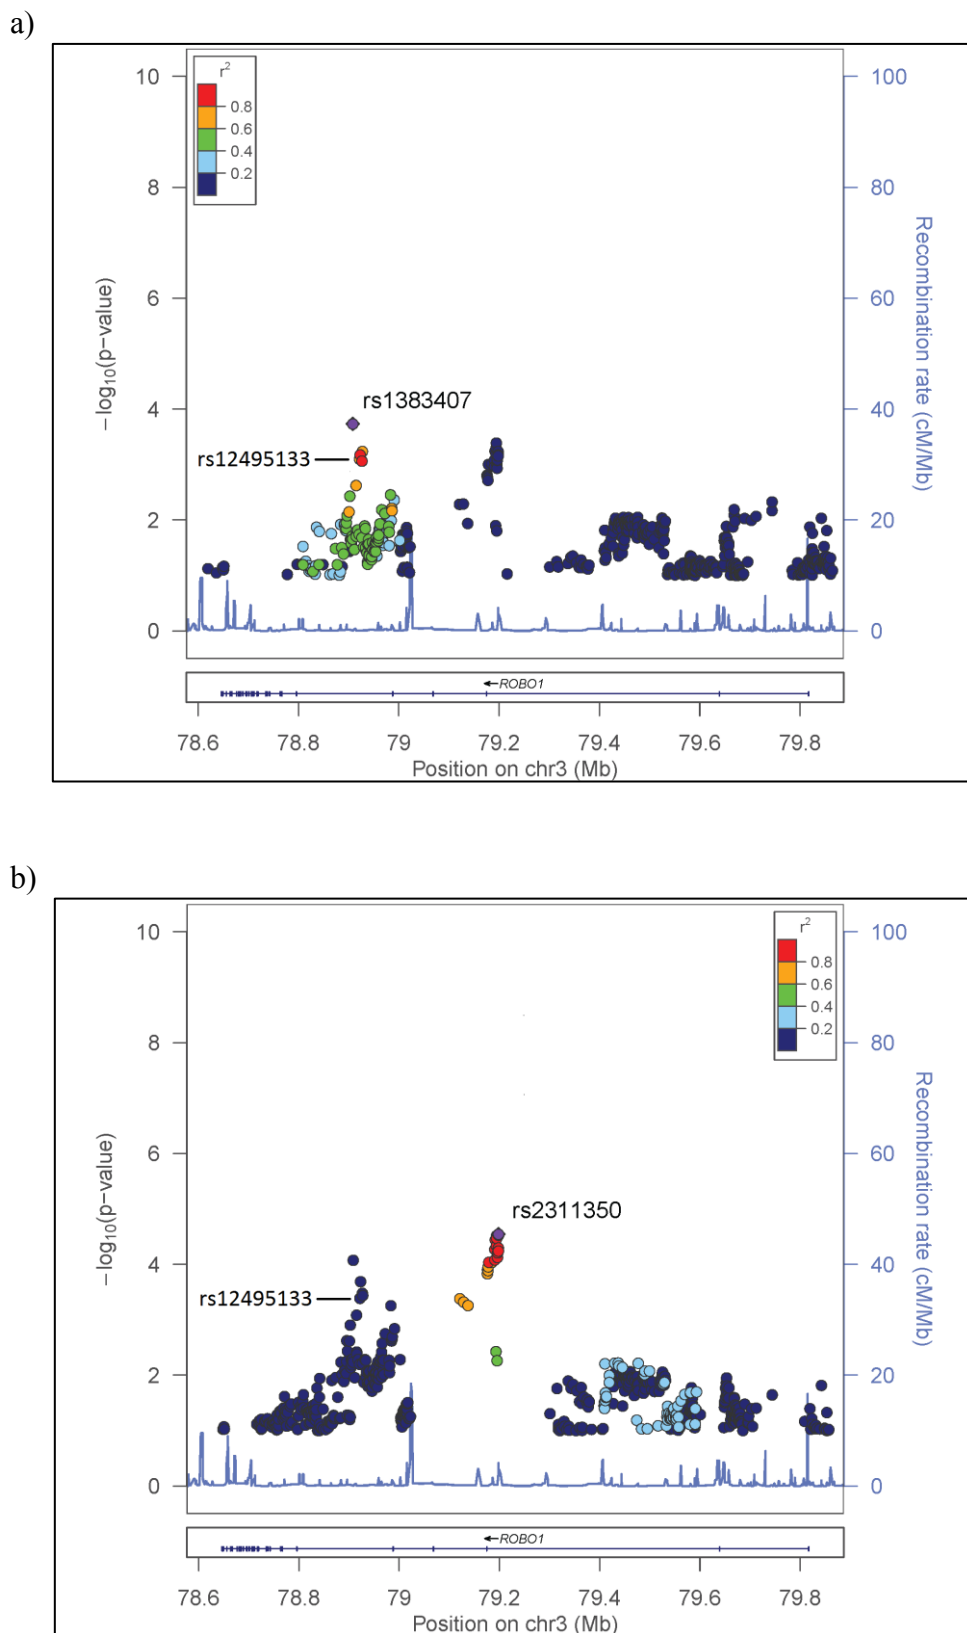 a)
r²
0.8
0.6
0.4
0.2
10
8
6
4
2
0
−log₁₀(p−value)
100
80
60
40
20
0
Recombination rate (cM/Mb)
rs1383407
rs12495133
←ROBO1
78.6 78.8 79 79.2 79.4 79.6 79.8
Position on chr3 (Mb)
b)
r²
0.8
0.6
0.4
0.2
10
8
6
4
2
0
−log₁₀(p−value)
100
80
60
40
20
0
Recombination rate (cM/Mb)
rs2311350
rs12495133
←ROBO1
78.6 78.8 79 79.2 79.4 79.6 79.8
Position on chr3 (Mb)